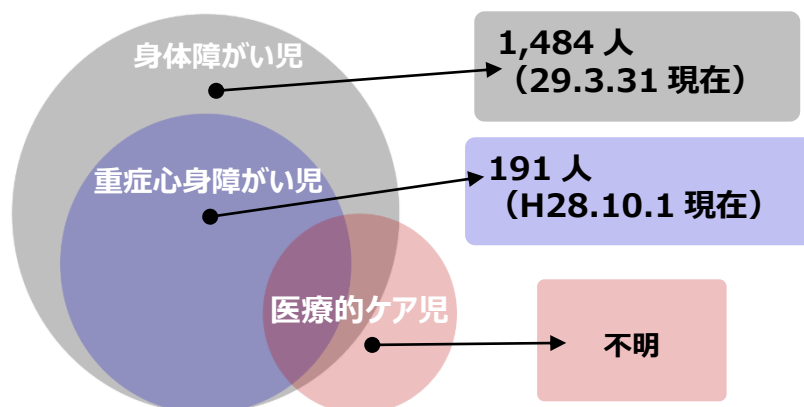 身体障がい児
1,484 人
（29.3.31 現在）
重症心身障がい児
191 人
（H28.10.1 現在）
医療的ケア児
不明